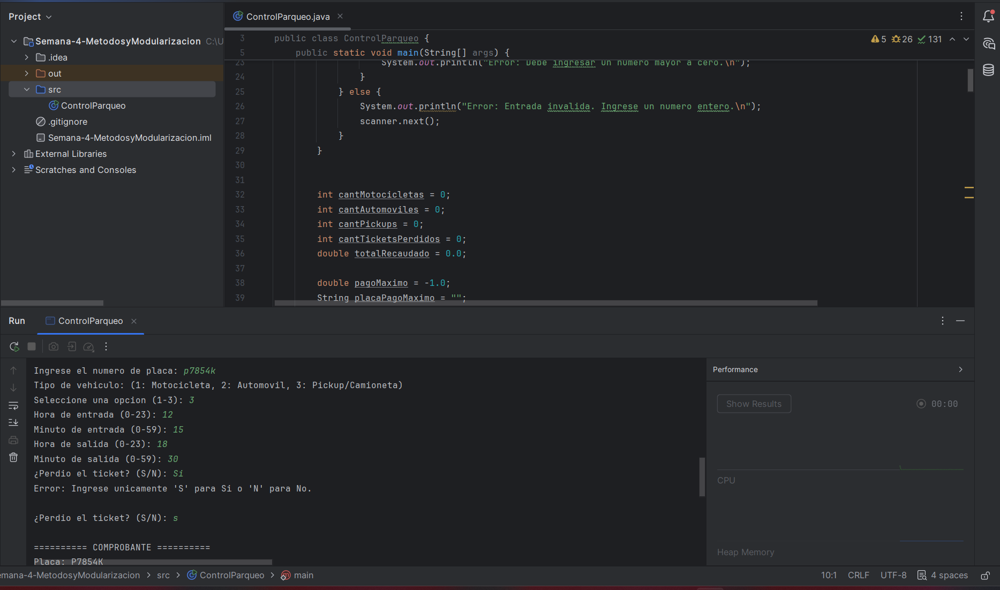 Project
Semana-4-MetodosyModularizacion C:\U
.idea
out
src
ControlParqueo
.gitignore
Semana-4-MetodosyModularizacion.iml
External Libraries
Scratches and Consoles
ControlParqueo.java
5 26 131
3 public class ControlParqueo {
5 public static void main(String[] args) {
23 System.out.println("Error: Debe ingresar un numero mayor a cero.\n");
24 }
25 } else {
26 System.out.println("Error: Entrada invalida. Ingrese un numero entero.\n");
27 scanner.next();
28 }
29 }
30
31
32 int cantMotocicletas = 0;
33 int cantAutomoviles = 0;
34 int cantPickups = 0;
35 int cantTicketsPerdidos = 0;
36 double totalRecaudado = 0.0;
37
38 double pagoMaximo = -1.0;
39 String placaPagoMaximo = "";
Run ControlParqueo
Ingrese el numero de placa: p7854k
Tipo de vehiculo: (1: Motocicleta, 2: Automovil, 3: Pickup/Camioneta)
Seleccione una opcion (1-3): 3
Hora de entrada (0-23): 12
Minuto de entrada (0-59): 15
Hora de salida (0-23): 18
Minuto de salida (0-59): 30
¿Perdio el ticket? (S/N): Si
Error: Ingrese unicamente 'S' para Si o 'N' para No.
¿Perdio el ticket? (S/N): s
========== COMPROBANTE ==========
Placa: P7854K
Performance
Show Results 00:00
CPU
Heap Memory
emana-4-MetodosyModularizacion > src > ControlParqueo > main
10:1 CRLF UTF-8 4 spaces